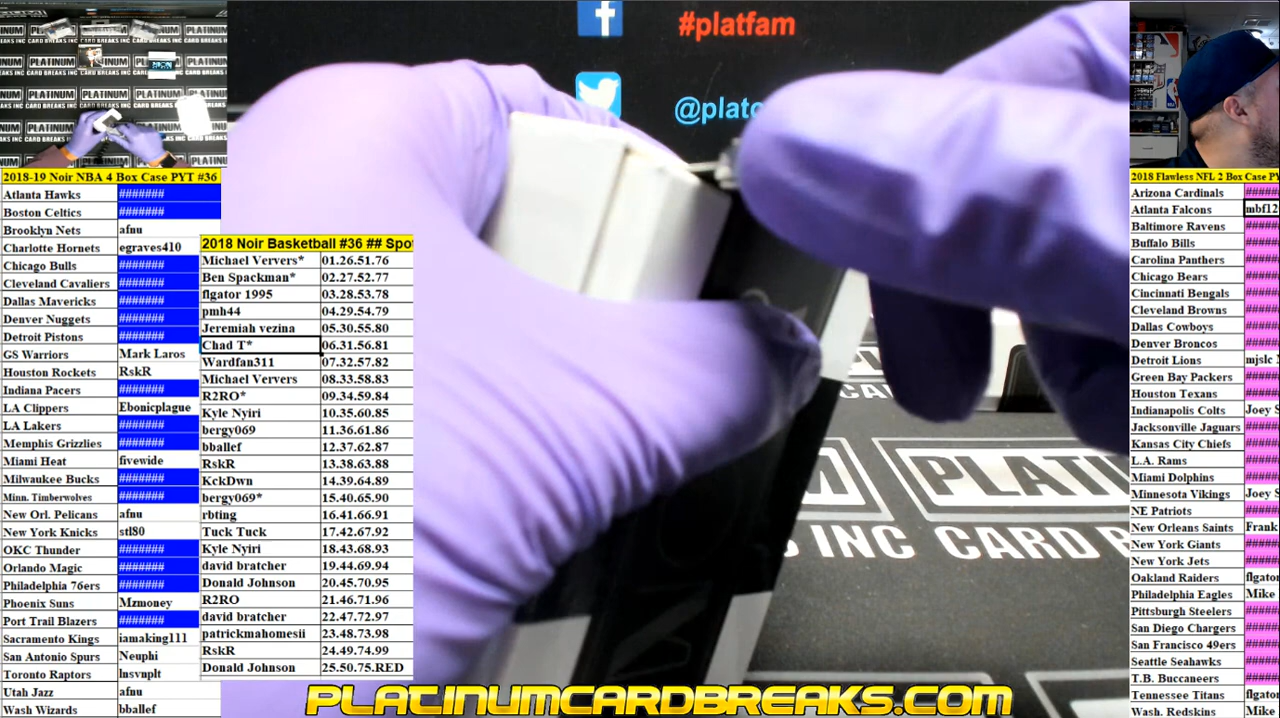 #platfam
2018-19 Noir NBA 4 Box Case PYT #36
Atlanta Hawks #######
Boston Celtics #######
Brooklyn Nets afnu
Charlotte Hornets egraves410
Chicago Bulls #######
Cleveland Cavaliers #######
Dallas Mavericks #######
Denver Nuggets #######
Detroit Pistons #######
GS Warriors Mark Laros
Houston Rockets RskR
Indiana Pacers #######
LA Clippers Ebonicplague
LA Lakers #######
Memphis Grizzlies #######
Miami Heat fivewide
Milwaukee Bucks #######
Minn. Timberwolves #######
New Orl. Pelicans afnu
New York Knicks stl80
OKC Thunder #######
Orlando Magic #######
Philadelphia 76ers #######
Phoenix Suns Mzmoney
Port Trail Blazers #######
Sacramento Kings iamaking111
San Antonio Spurs Neuphi
Toronto Raptors lnsvnplt
Utah Jazz afnu
Wash Wizards bballef
2018 Noir Basketball #36 ## Spo
Michael Ververs* 01.26.51.76
Ben Spackman* 02.27.52.77
flgator 1995 03.28.53.78
pmh44 04.29.54.79
Jeremiah vezina 05.30.55.80
Chad T* 06.31.56.81
Wardfan311 07.32.57.82
Michael Ververs 08.33.58.83
R2RO* 09.34.59.84
Kyle Nyiri 10.35.60.85
bergy069 11.36.61.86
bballef 12.37.62.87
RskR 13.38.63.88
KckDwn 14.39.64.89
bergy069* 15.40.65.90
rbting 16.41.66.91
Tuck Tuck 17.42.67.92
Kyle Nyiri 18.43.68.93
david bratcher 19.44.69.94
Donald Johnson 20.45.70.95
R2RO 21.46.71.96
david bratcher 22.47.72.97
patrickmahomesii 23.48.73.98
RskR 24.49.74.99
Donald Johnson 25.50.75.RED
2018 Flawless NFL 2 Box Case PY
Arizona Cardinals #####
Atlanta Falcons mbf12
Baltimore Ravens #####
Buffalo Bills #####
Carolina Panthers #####
Chicago Bears #####
Cincinnati Bengals #####
Cleveland Browns #####
Dallas Cowboys #####
Denver Broncos #####
Detroit Lions mjslc
Green Bay Packers #####
Houston Texans #####
Indianapolis Colts Joey S
Jacksonville Jaguars #####
Kansas City Chiefs #####
L.A. Rams #####
Miami Dolphins #####
Minnesota Vikings Joey S
NE Patriots #####
New Orleans Saints Frank
New York Giants #####
New York Jets #####
Oakland Raiders flgator
Philadelphia Eagles Mike
Pittsburgh Steelers #####
San Diego Chargers #####
San Francisco 49ers #####
Seattle Seahawks #####
T.B. Buccaneers #####
Tennessee Titans flgator
Wash. Redskins Mike
PLATIN
INC CARD B
PLATINUMCARDBREAKS.COM